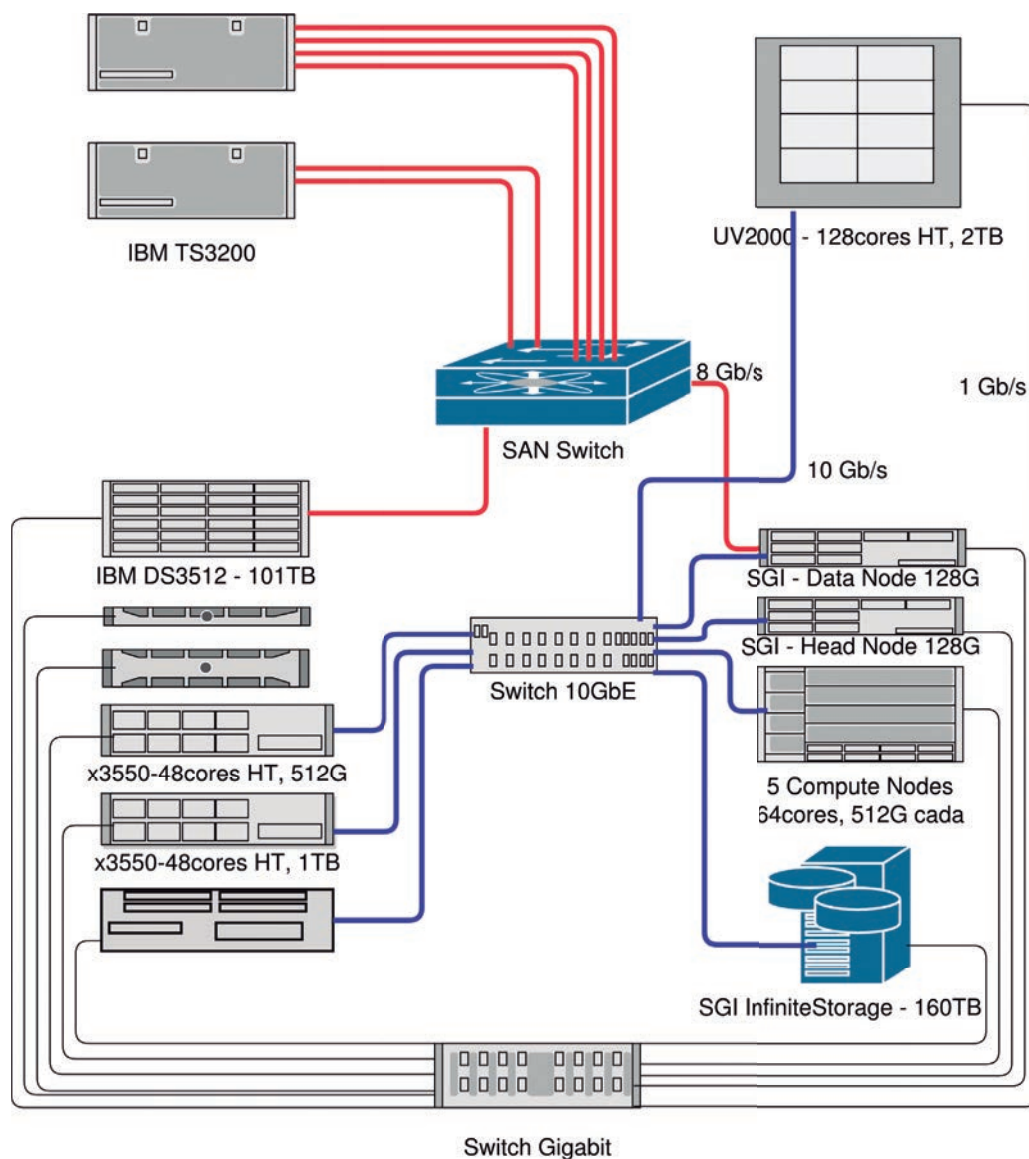 IBM TS3200
UV2000 - 128cores HT, 2TB
8 Gb/s
1 Gb/s
SAN Switch
10 Gb/s
IBM DS3512 - 101TB
SGI - Data Node 128G
SGI - Head Node 128G
Switch 10GbE
x3550-48cores HT, 512G
5 Compute Nodes
64cores, 512G cada
x3550-48cores HT, 1TB
SGI InfiniteStorage - 160TB
Switch Gigabit